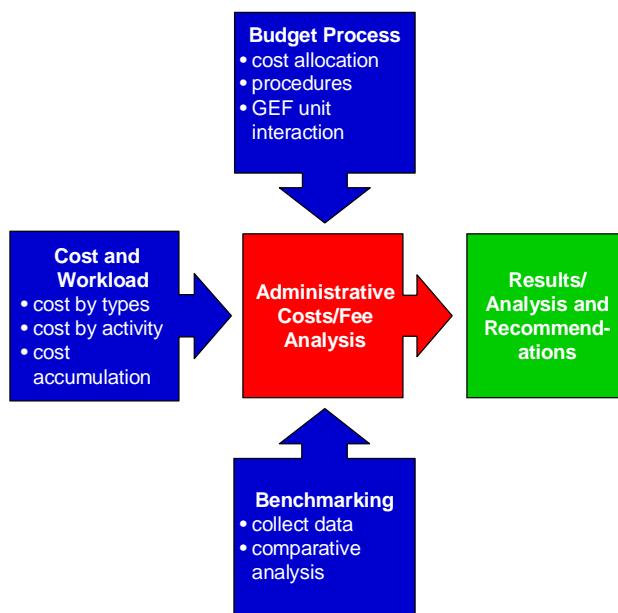 Budget Process
• cost allocation
• procedures
• GEF unit
interaction
Cost and
Workload
• cost by types
• cost by activity
• cost
accumulation
Administrative
Costs/Fee
Analysis
Results/
Analysis and
Recommend-
ations
Benchmarking
• collect data
• comparative
analysis